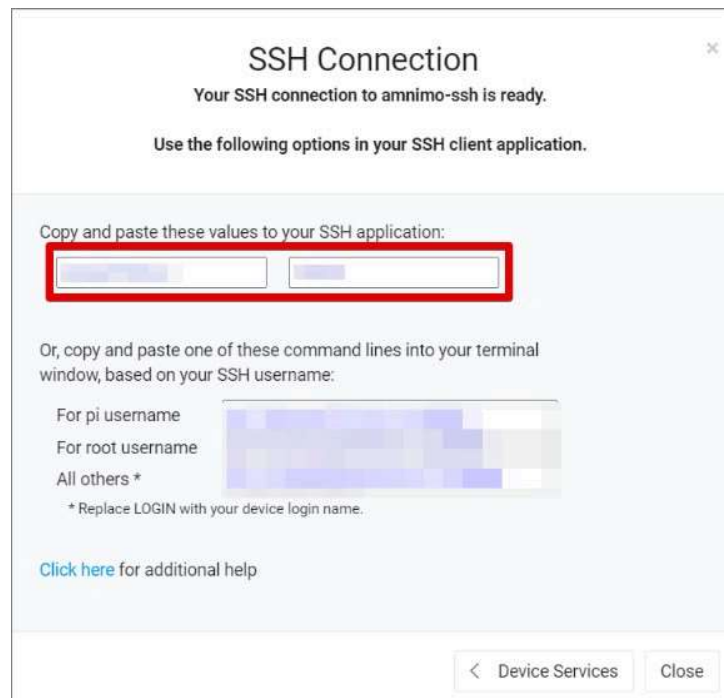 SSH Connection
×
Your SSH connection to amnimo-ssh is ready.
Use the following options in your SSH client application.
Copy and paste these values to your SSH application:
Or, copy and paste one of these command lines into your terminal
window, based on your SSH username:
For pi username
For root username
All others *
* Replace LOGIN with your device login name.
Click here for additional help
< Device Services
Close